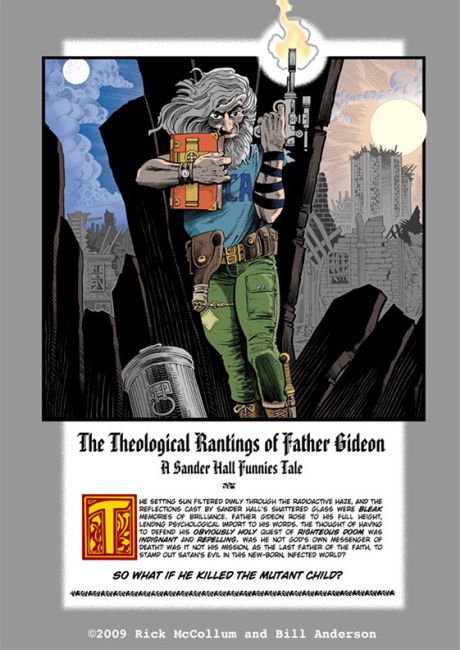 CA
The Theological Rantings of Father Gideon
A Sander Hall Funnies Tale
THE SETTING SUN FILTERED DIMLY THROUGH THE RADIOACTIVE HAZE, AND THE
REFLECTIONS CAST BY SANDER HALL'S SHATTERED GLASS WERE BLEAK
MEMORIES OF BRILLIANCE. FATHER GIDEON ROSE TO HIS FULL HEIGHT,
LENDING PSYCHOLOGICAL IMPORT TO HIS WORDS. THE THOUGHT OF HAVING
TO DEFEND HIS OBVIOUSLY HOLY QUEST OF RIGHTEOUS DOOM WAS
INDIGNANT AND REPELLING. WAS HE NOT GOD'S OWN MESSENGER OF
DEATH? WAS IT NOT HIS MISSION, AS THE LAST FATHER OF THE FAITH, TO
STAMP OUT SATAN'S EVIL IN THIS NEW-BORN, INFECTED WORLD?
SO WHAT IF HE KILLED THE MUTANT CHILD?
©2009 Rick McCollum and Bill Anderson